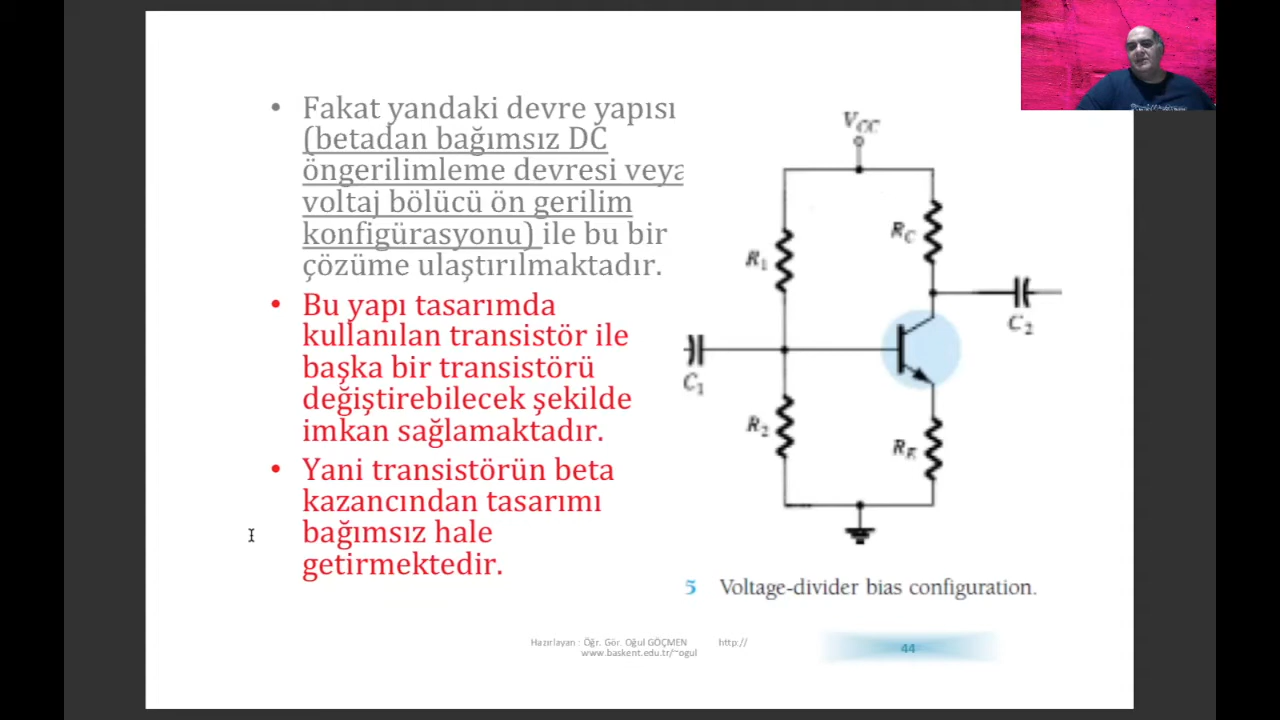 • Fakat yandaki devre yapısı
(betadan bağımsız DC
öngerilimleme devresi veya
voltaj bölücü ön gerilim
konfigürasyonu) ile bu bir
çözüme ulaştırılmaktadır.
• Bu yapı tasarımda
kullanılan transistör ile
başka bir transistörü
değiştirebilecek şekilde
imkan sağlamaktadır.
• Yani transistörün beta
kazancından tasarımı
bağımsız hale
getirmektedir.
VCC
RC
R1
C2
C1
R2
RE
5 Voltage-divider bias configuration.
Hazırlayan : Öğr. Gör. Oğul GÖÇMEN http://
www.baskent.edu.tr/~ogul
44